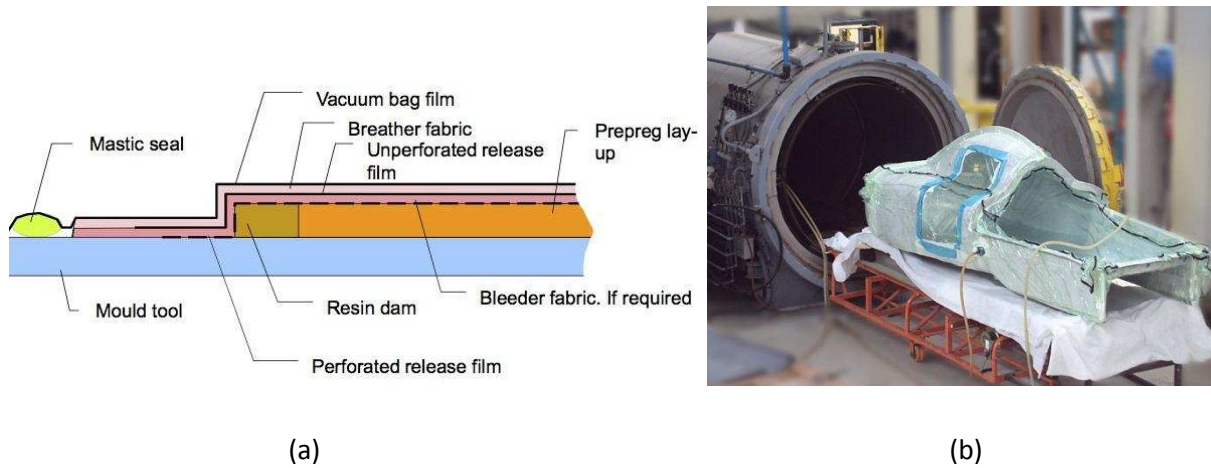 Vacuum bag film
Mastic seal
Breather fabric
Unperforated release
film
Prepreg lay-
up
Mould tool
Resin dam
Bleeder fabric. If required
Perforated release film
(a)
(b)